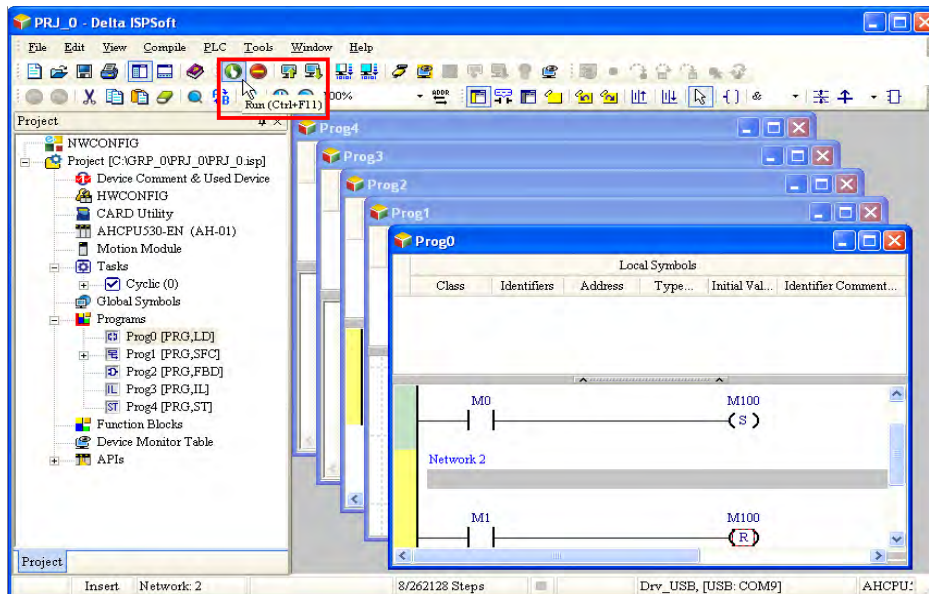 PRJ_0 - Delta ISPSoft
File Edit View Compile PLC Tools Window Help
Run (Ctrl+F11)
100%
ADDR
Project
NWCONFIG
Project [C:\GRP_0\PRJ_0\PRJ_0.isp]
Device Comment & Used Device
HWCONFIG
CARD Utility
AHCPU530-EN (AH-01)
Motion Module
Tasks
Cyclic (0)
Global Symbols
Programs
Prog0 [PRG,LD]
Prog1 [PRG,SFC]
Prog2 [PRG,FBD]
Prog3 [PRG,IL]
Prog4 [PRG,ST]
Function Blocks
Device Monitor Table
APIs
Project
Prog4
Prog3
Prog2
Prog1
Prog0
Local Symbols
Class Identifiers Address Type... Initial Val... Identifier Comment...
M0 M100
S
Network 2
M1 M100
R
Insert Network: 2 8/262128 Steps Drv_USB, [USB: COM9] AHCPU: